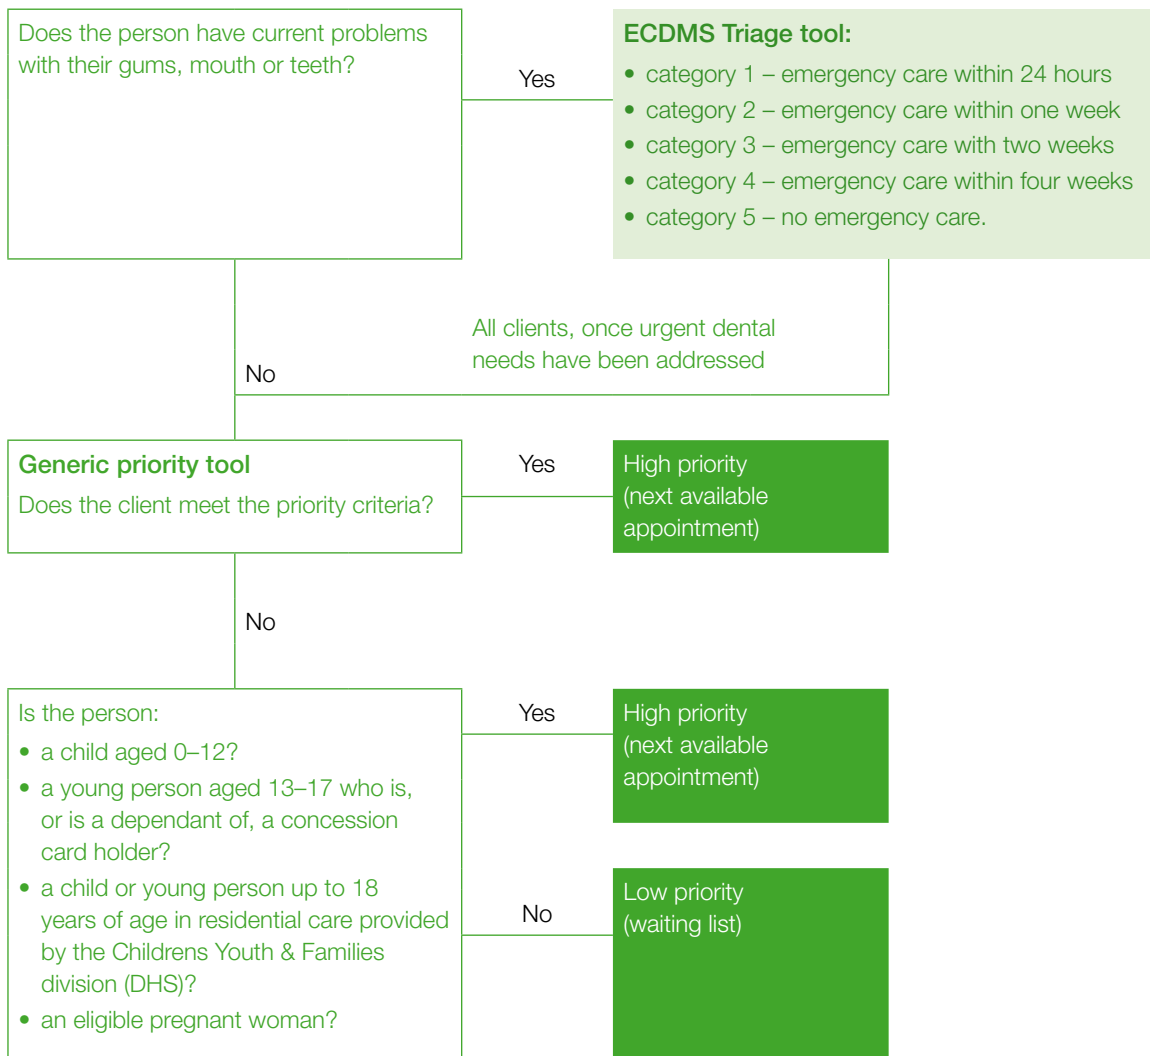 Does the person have current problems
with their gums, mouth or teeth?
Yes
ECDMS Triage tool:
• category 1 – emergency care within 24 hours
• category 2 – emergency care within one week
• category 3 – emergency care with two weeks
• category 4 – emergency care within four weeks
• category 5 – no emergency care.
All clients, once urgent dental
needs have been addressed
No
Generic priority tool
Does the client meet the priority criteria?
Yes
High priority
(next available
appointment)
No
Is the person:
• a child aged 0–12?
• a young person aged 13–17 who is,
or is a dependant of, a concession
card holder?
• a child or young person up to 18
years of age in residential care provided
by the Childrens Youth & Families
division (DHS)?
• an eligible pregnant woman?
Yes
High priority
(next available
appointment)
No
Low priority
(waiting list)